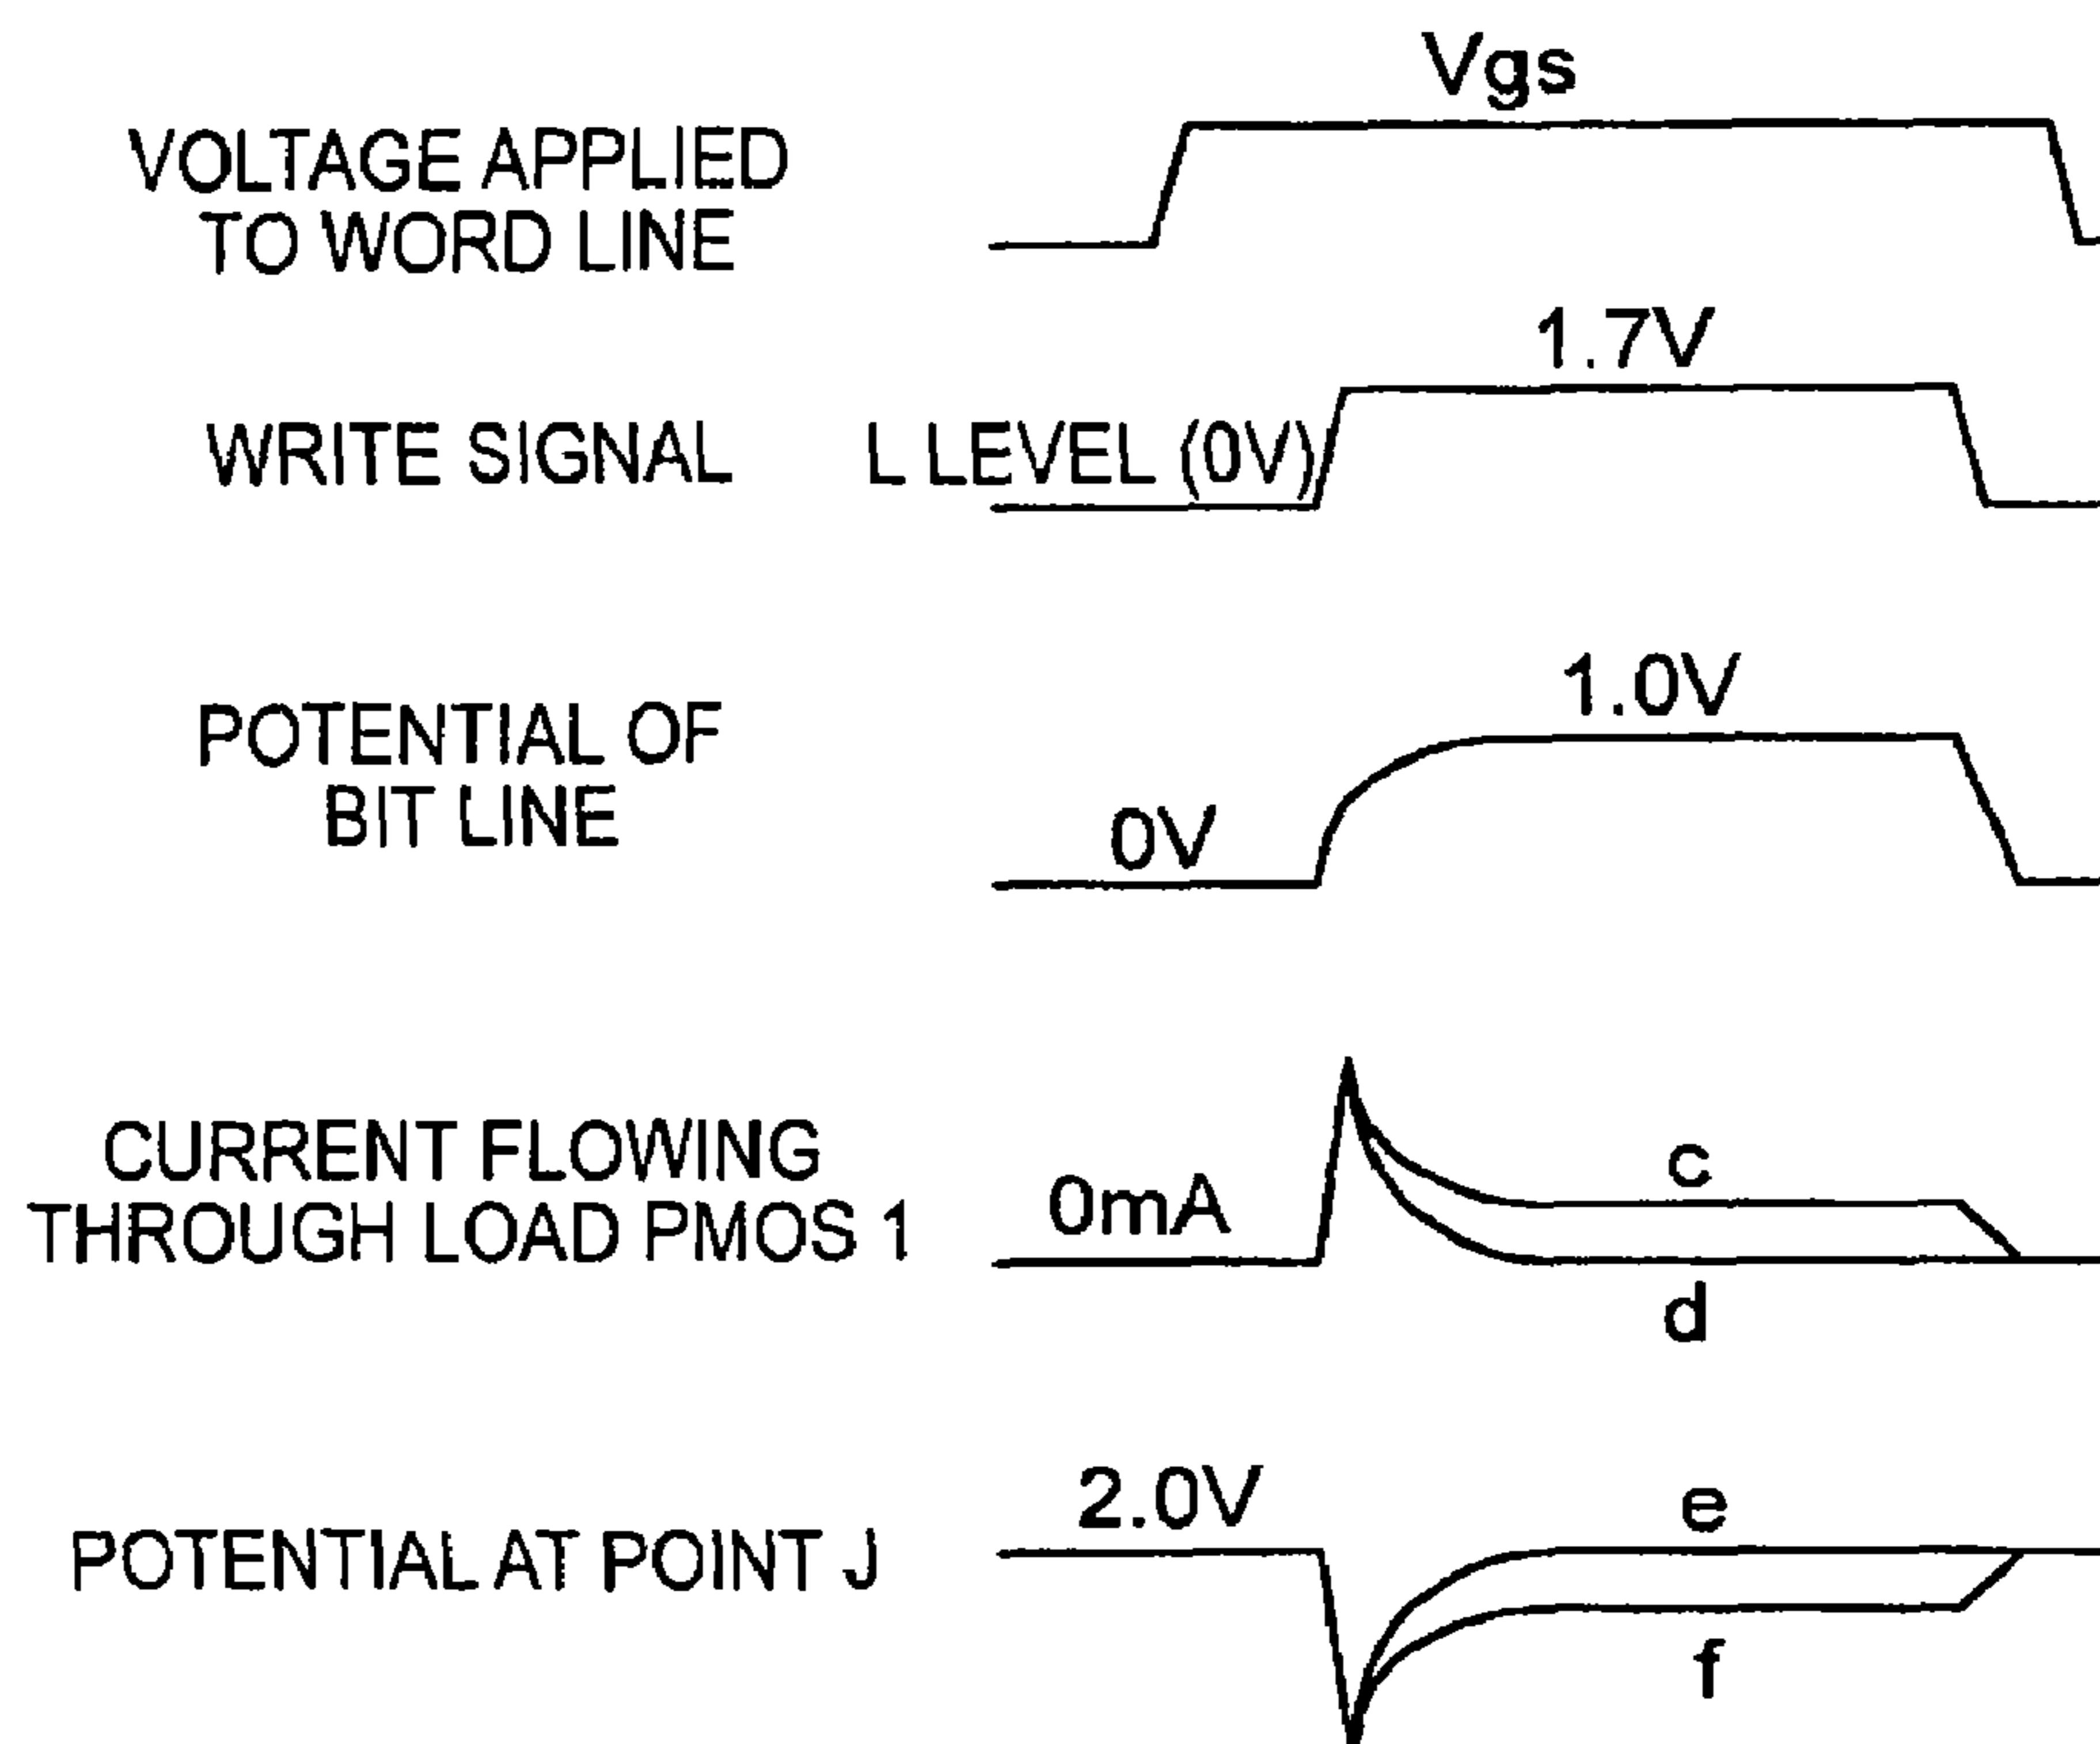 Vgs
VOLTAGE APPLIED
TO WORD LINE
1.7V
WRITE SIGNAL
L LEVEL (0V)
1.0V
POTENTIAL OF
BIT LINE
0V
CURRENT FLOWING
THROUGH LOAD PMOS 1
0mA
c
d
2.0V
e
POTENTIAL AT POINT J
f